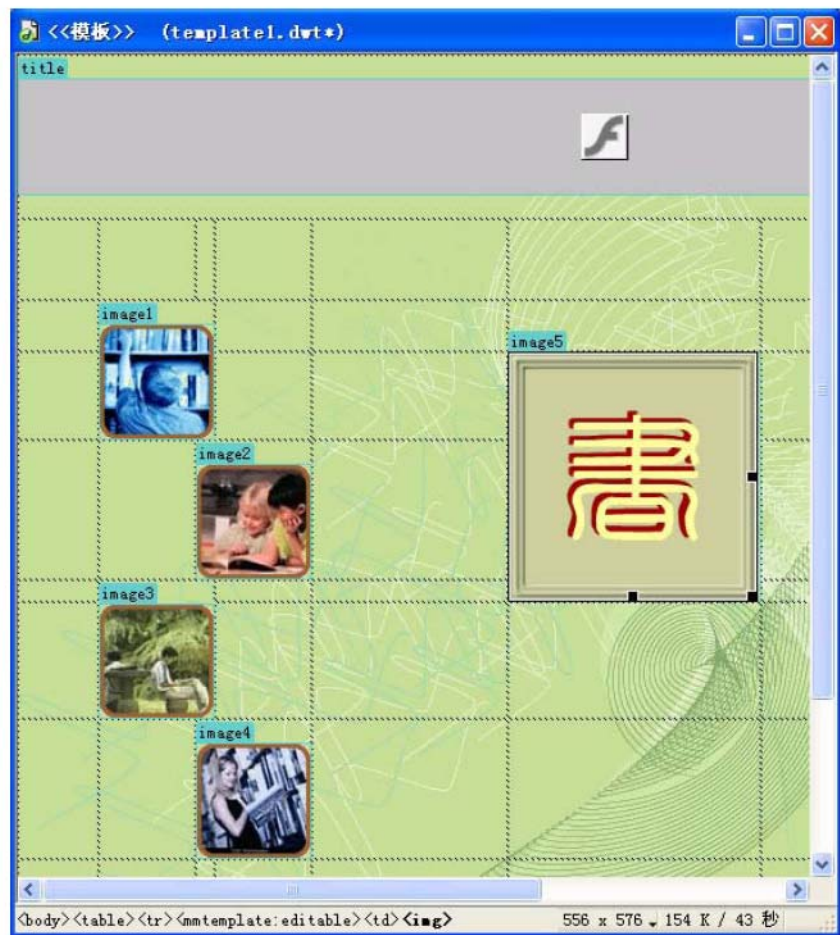 <<模板>> (template1.dwt*)
title
image1
image5
書
image2
image3
image4
<body><table><tr><mmtemplate:editable><td><img>
556 x 576 154 K / 43 秒